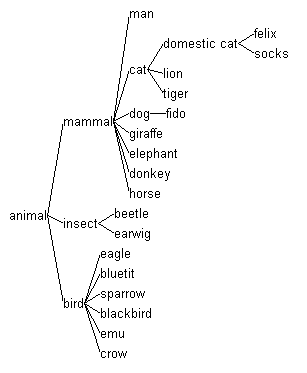 man
felix
domestic cat
socks
cat
lion
tiger
mammal
dog
fido
giraffe
elephant
donkey
horse
animal
beetle
insect
earwig
eagle
bluetit
sparrow
bird
blackbird
emu
crow